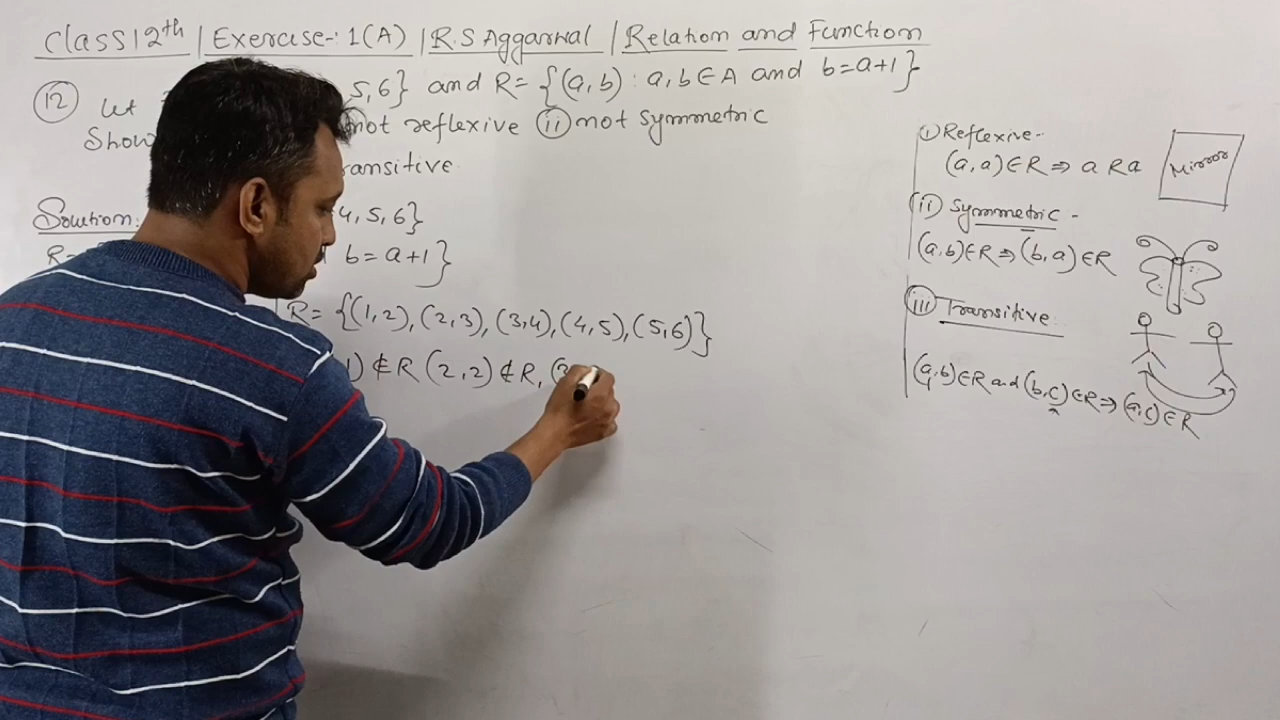 Class 12th | Exercise-: 1(A) | R.S Aggarwal | Relation and Function
(12) Let 5,6} and R= {(a,b) : a,b∈A and b=a+1}
Show not reflexive (ii) not Symmetric
ransitive.
Solution: 4,5,6}
R= b=a+1}
R= {(1,2),(2,3),(3,4),(4,5),(5,6)}
1)∉R (2,2)∉R, (3
(i) Reflexive-
(a,a)∈R ⇒ a R a
Mirror
(ii) Symmetric -
(a,b)∈R ⇒ (b,a)∈R
(iii) Transitive
(a,b)∈R and (b,c)∈R ⇒ (a,c)∈R